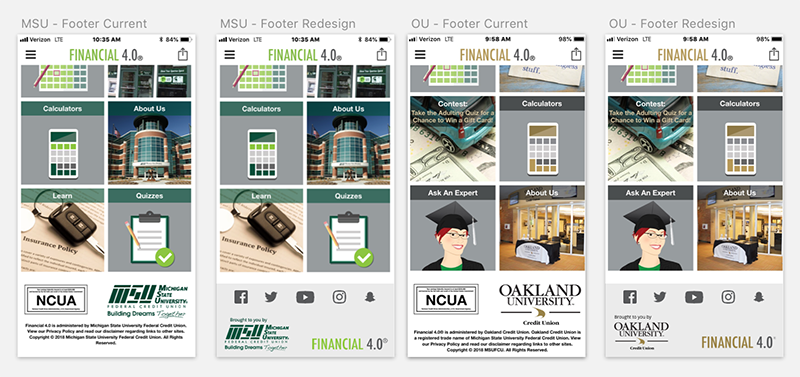 MSU - Footer Current
Verizon LTE 10:35 AM 84%
FINANCIAL 4.0®
Calculators
About Us
Learn
Quizzes
Insurance Policy
NCUA
MSU
MICHIGAN
STATE
UNIVERSITY
FEDERAL CREDIT UNION
Building Dreams Together
Financial 4.0 is administered by Michigan State University Federal Credit Union.
View our Privacy Policy and read our disclaimer regarding links to other sites.
Copyright © 2018 MSUFCU. All Rights Reserved.
MSU - Footer Redesign
Verizon LTE 10:35 AM 84%
FINANCIAL 4.0®
Calculators
About Us
Learn
Quizzes
Insurance Policy
Brought to you by
MSU
MICHIGAN
STATE
UNIVERSITY
FEDERAL CREDIT UNION
Building Dreams Together
FINANCIAL 4.0®
OU - Footer Current
Verizon LTE 9:58 AM 98%
FINANCIAL 4.0®
stuff.
Contest:
Take the Adulting Quiz for a
Chance to Win a Gift Card!
Calculators
Ask An Expert
About Us
NCUA
OAKLAND
UNIVERSITY
Credit Union
Financial 4.0® is administered by Oakland Credit Union. Oakland Credit Union is
a registered trade name of Michigan State University Federal Credit Union. View
our Privacy Policy and read our disclaimer regarding links to other sites.
Copyright © 2018 MSUFCU. All Rights Reserved.
OU - Footer Redesign
Verizon LTE 9:58 AM 98%
FINANCIAL 4.0®
stuff.
Contest:
Take the Adulting Quiz for a
Chance to Win a Gift Card!
Calculators
Ask An Expert
About Us
Brought to you by
OAKLAND
UNIVERSITY
Credit Union
FINANCIAL 4.0